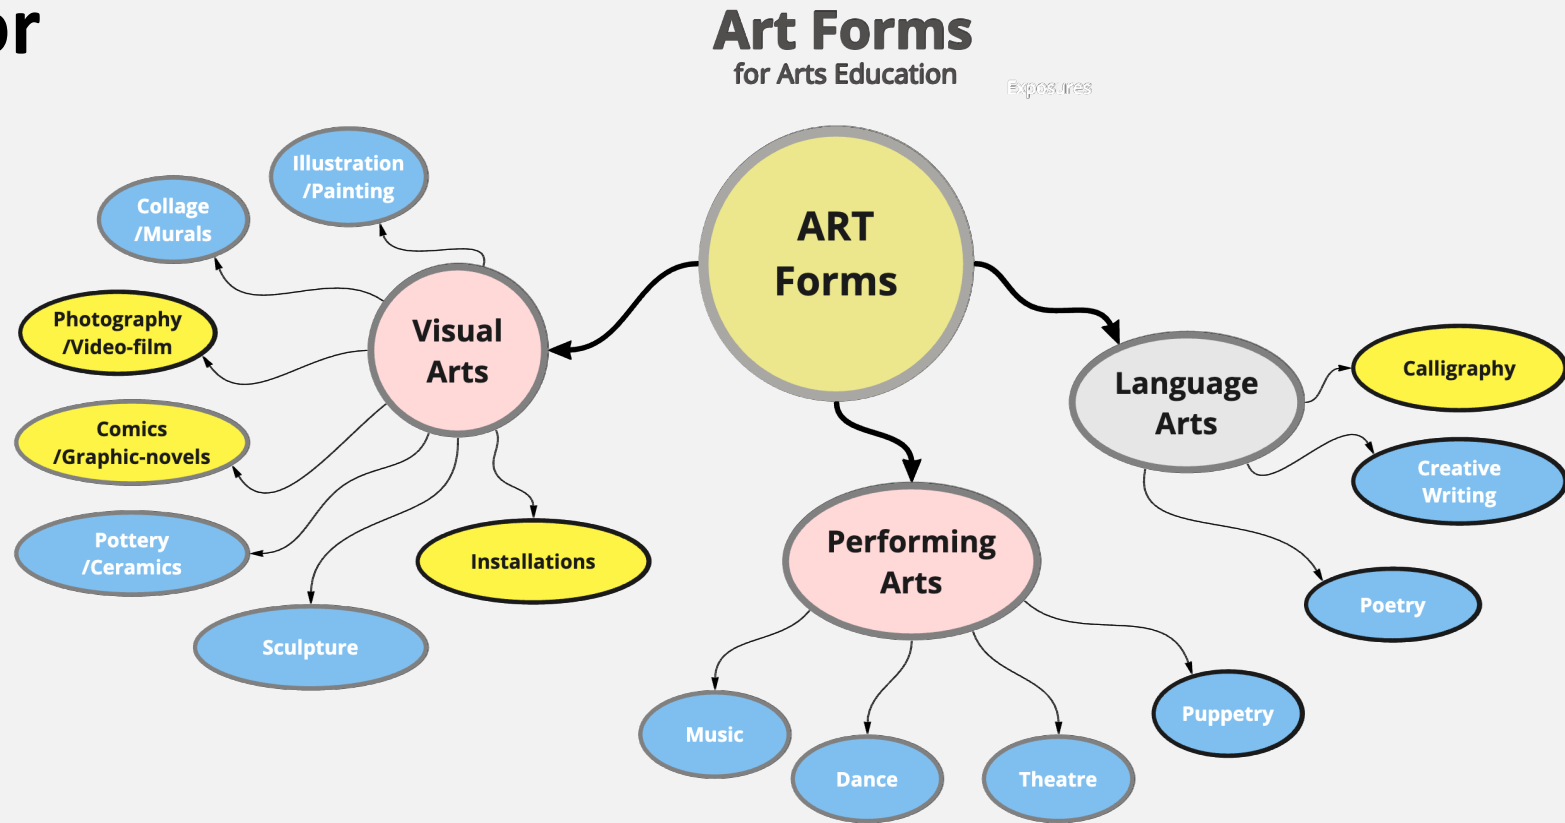 or
Art Forms
for Arts Education
Exposures
ART
Forms
Visual
Arts
Illustration
/Painting
Collage
/Murals
Photography
/Video-film
Comics
/Graphic-novels
Pottery
/Ceramics
Sculpture
Installations
Performing
Arts
Music
Dance
Theatre
Puppetry
Language
Arts
Calligraphy
Creative
Writing
Poetry